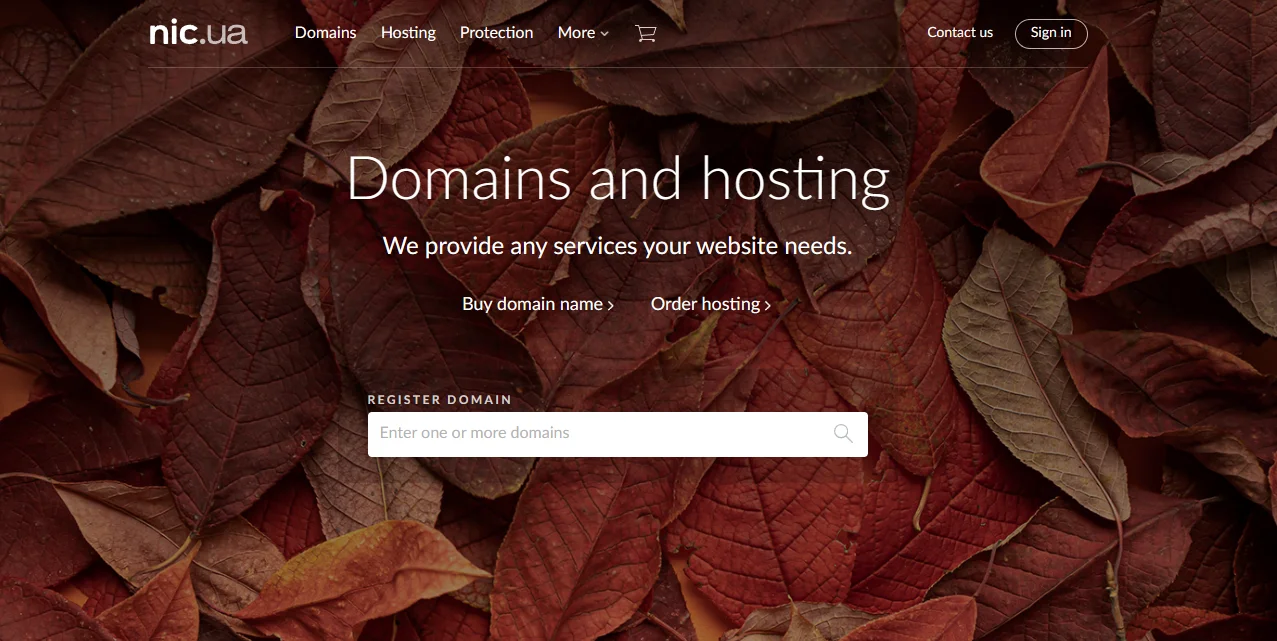 nic.ua
Domains
Hosting
Protection
More
Contact us
Sign in
Domains and hosting
We provide any services your website needs.
Buy domain name
Order hosting
REGISTER DOMAIN
Enter one or more domains